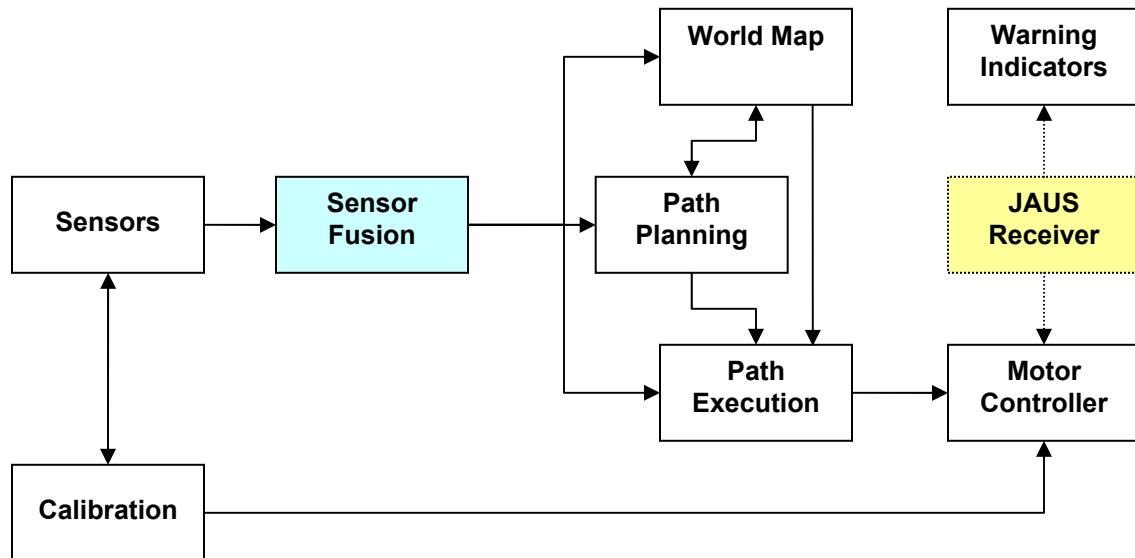 World Map
Warning
Indicators
Sensors
Sensor
Fusion
Path
Planning
JAUS
Receiver
Path
Execution
Motor
Controller
Calibration